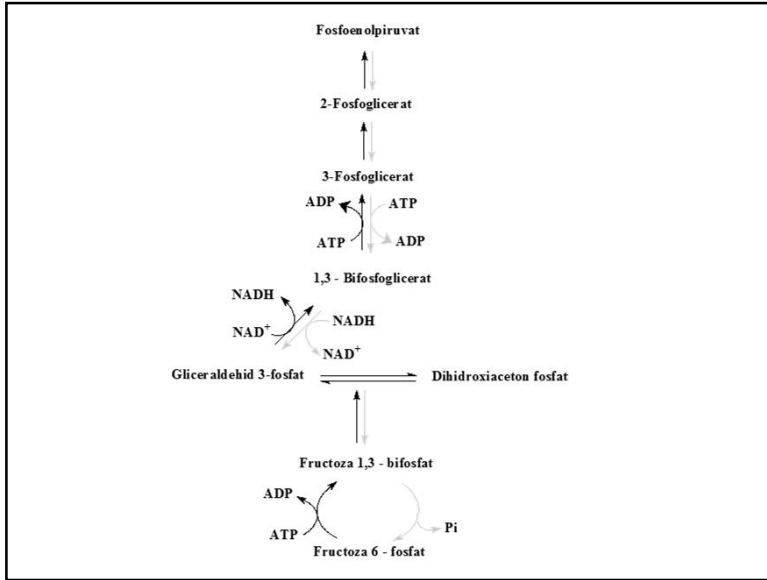 Fosfoenolpiruvat
2-Fosfoglicerat
3-Fosfoglicerat
ADP
ATP
ATP
ADP
1,3 - Bifosfoglicerat
NADH
NADH
NAD+
NAD+
Gliceraldehid 3-fosfat
Dihidroxiaceton fosfat
Fructoza 1,3 - bifosfat
ADP
Pi
ATP
Fructoza 6 - fosfat